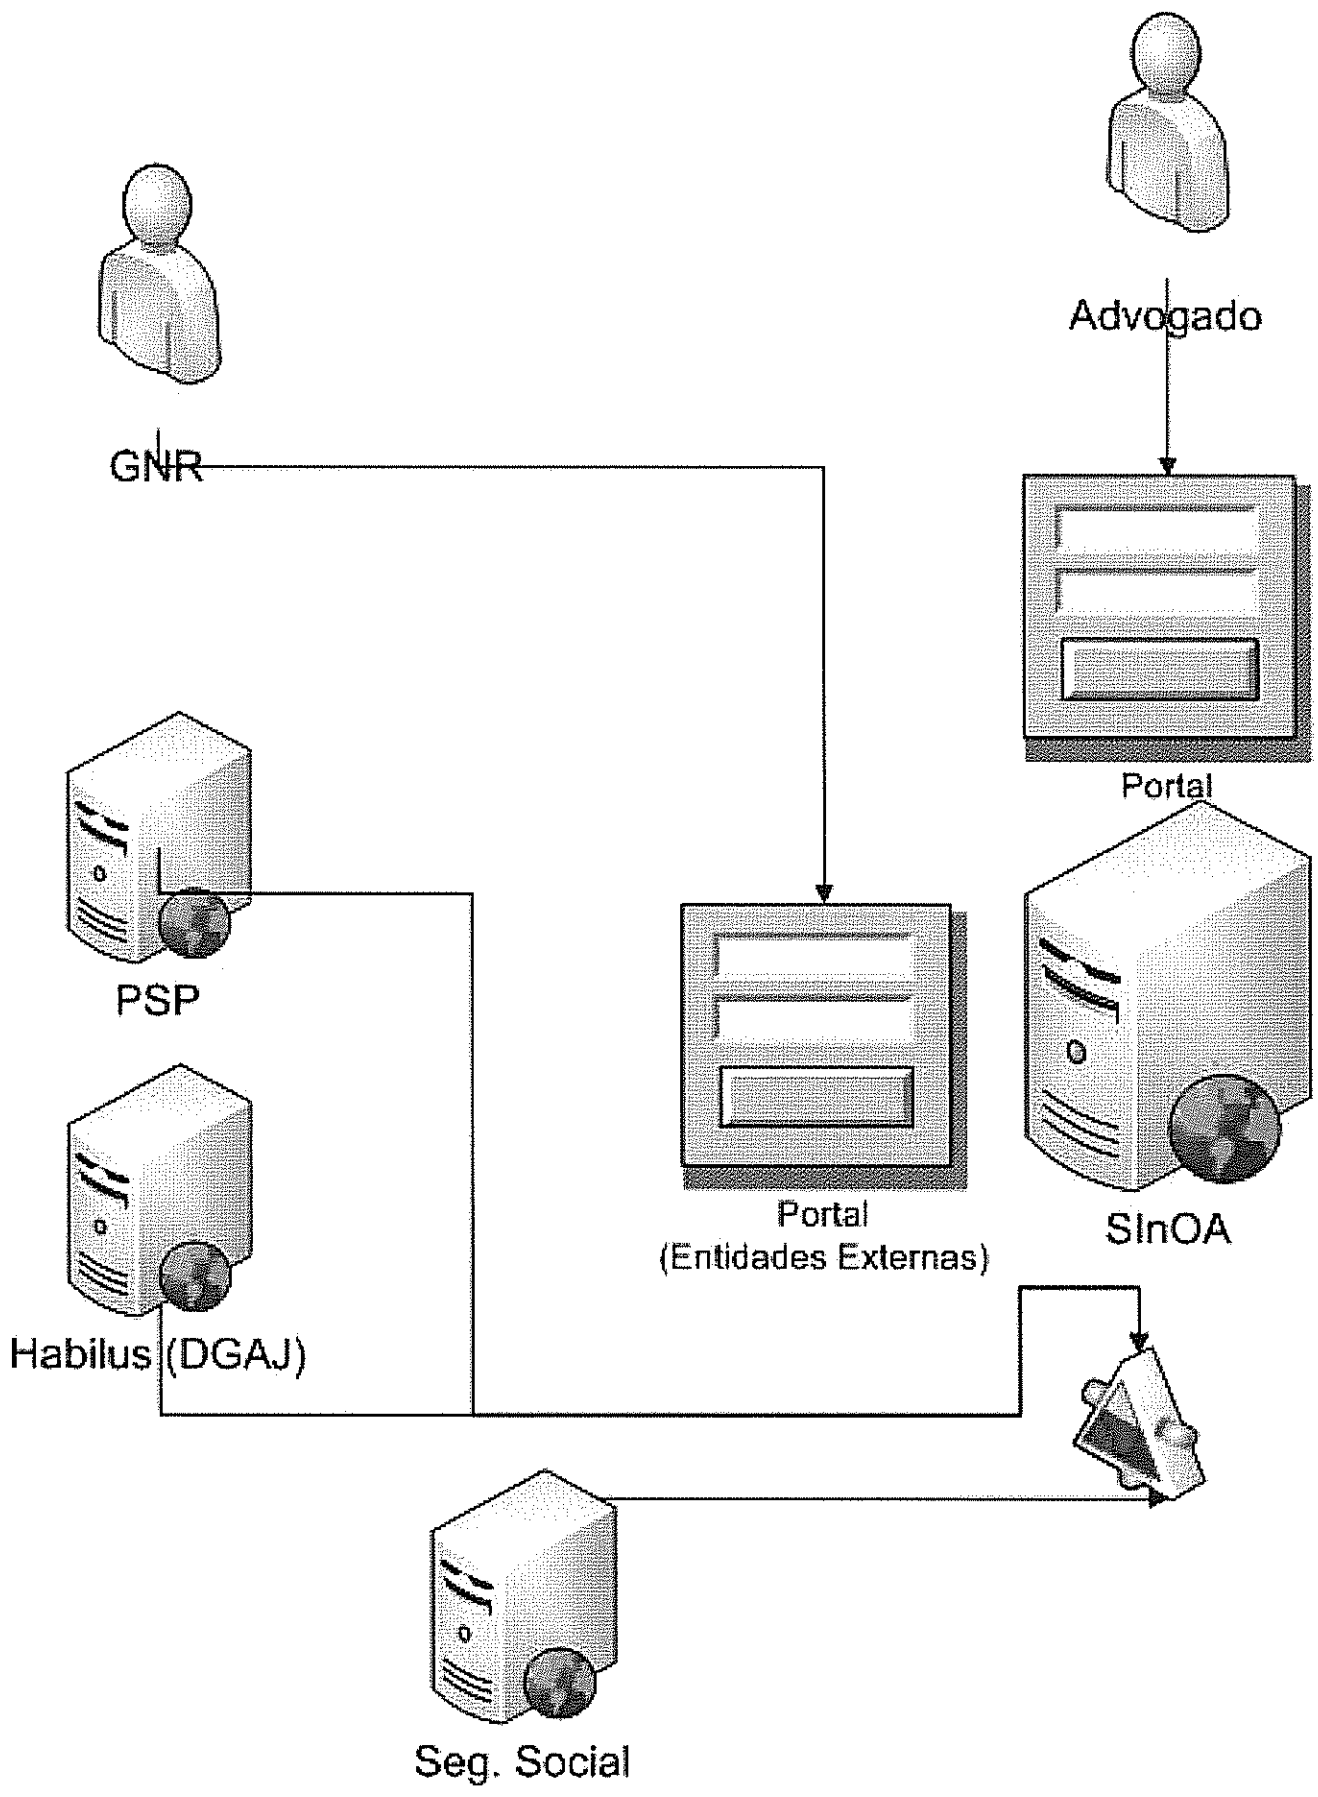 Advogado
GNR
Portal
PSP
Portal
(Entidades Externas)
SInOA
Habilus (DGAJ)
Seg. Social